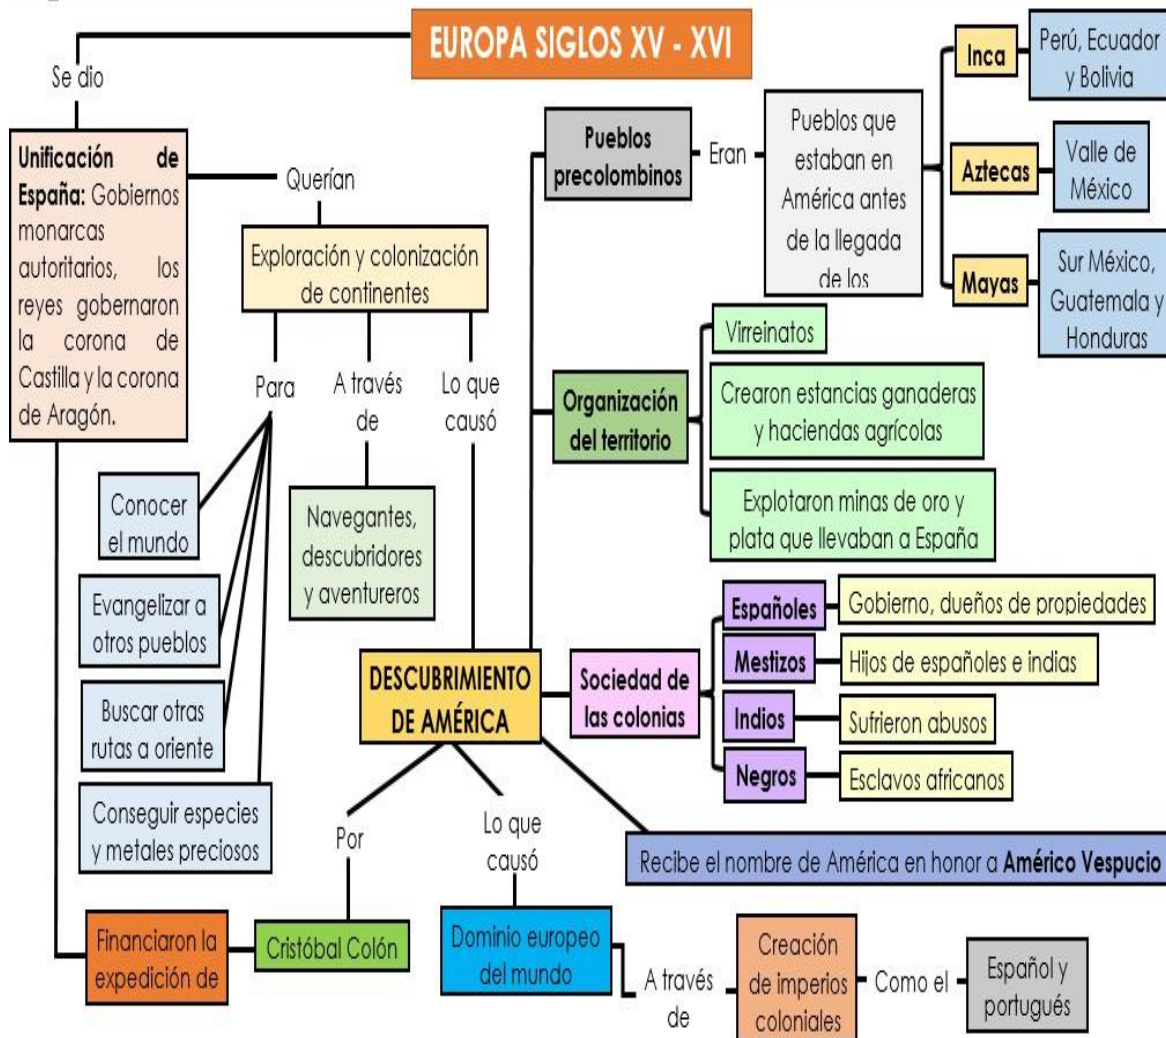 EUROPA SIGLOS XV - XVI
Se dio
Unificación de
España: Gobiernos
monarcas
autoritarios, los
reyes gobernaron
la corona de
Castilla y la corona
de Aragón.
Querían
Exploración y colonización
de continentes
Para
Conocer
el mundo
Evangelizar a
otros pueblos
Buscar otras
rutas a oriente
Conseguir especies
y metales preciosos
A través
de
Navegantes,
descubridores
y aventureros
Lo que
causó
DESCUBRIMIENTO
DE AMÉRICA
Pueblos
precolombinos
Eran
Pueblos que
estaban en
América antes
de la llegada
de los
Inca
Perú, Ecuador
y Bolivia
Aztecas
Valle de
México
Mayas
Sur México,
Guatemala y
Honduras
Organización
del territorio
Virreinatos
Crearon estancias ganaderas
y haciendas agrícolas
Explotaron minas de oro y
plata que llevaban a España
Sociedad de
las colonias
Españoles
Gobierno, dueños de propiedades
Mestizos
Hijos de españoles e indias
Indios
Sufrieron abusos
Negros
Esclavos africanos
Recibe el nombre de América en honor a Américo Vespucio
Por
Cristóbal Colón
Financiaron la
expedición de
Lo que
causó
Dominio europeo
del mundo
A través
de
Creación
de imperios
coloniales
Como el
Español y
portugués